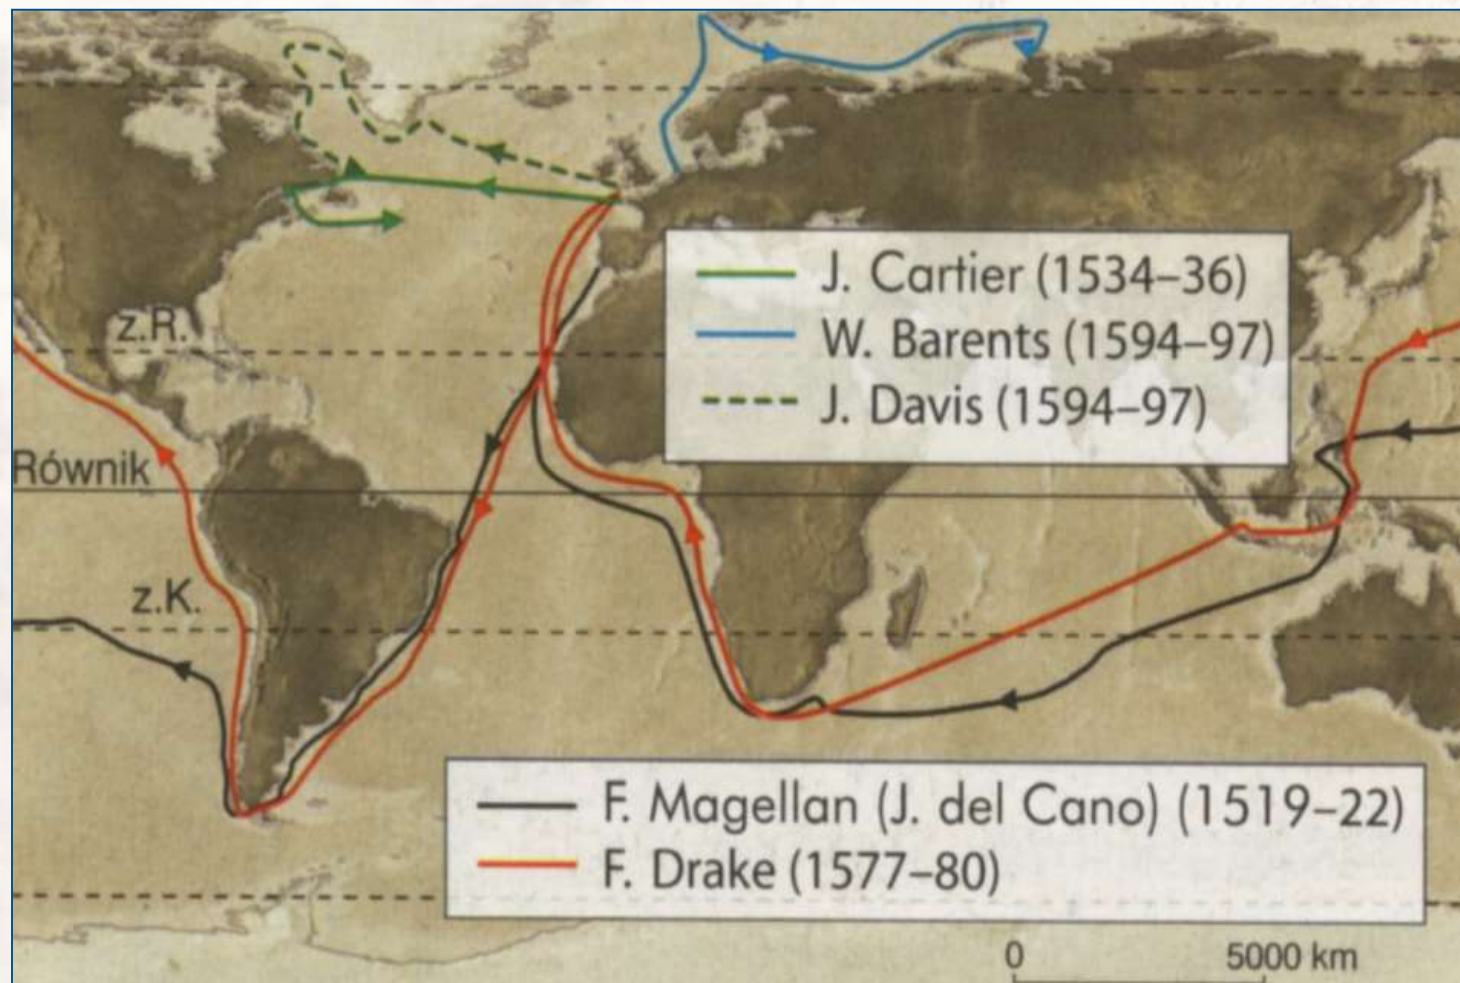 J. Cartier (1534–36)
z.R.
W. Barents (1594–97)
J. Davis (1594–97)
Równik
z.K.
F. Magellan (J. del Cano) (1519–22)
F. Drake (1577–80)
0 5000 km